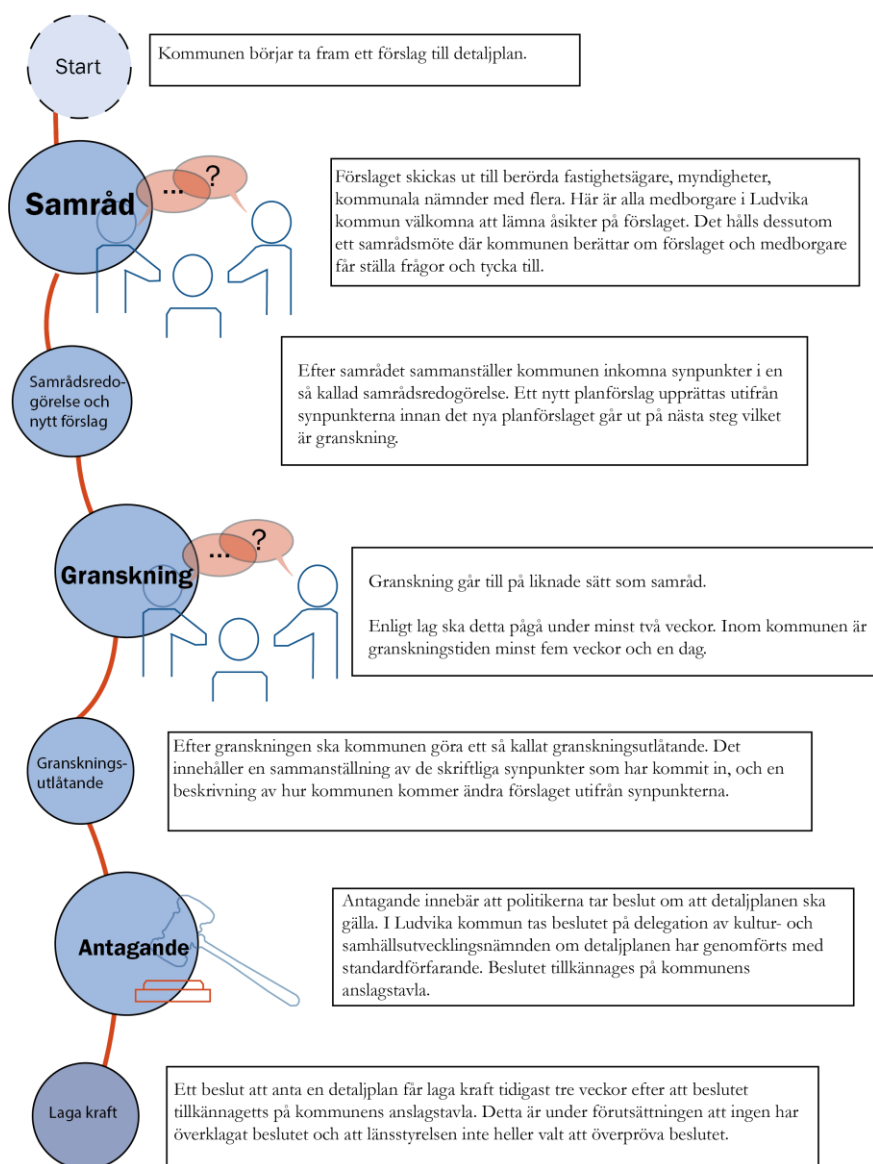 Start
Kommunen börjar ta fram ett förslag till detaljplan.
Samråd
...
?
Förslaget skickas ut till berörda fastighetsägare, myndigheter,
kommunala nämnder med flera. Här är alla medborgare i Ludvika
kommun välkomna att lämna åsikter på förslaget. Det hålls dessutom
ett samrådsmöte där kommunen berättar om förslaget och medborgare
får ställa frågor och tycka till.
Samrådsredo-
görelse och
nytt förslag
Efter samrådet sammanställer kommunen inkomna synpunkter i en
så kallad samrådsredogörelse. Ett nytt planförslag upprättas utifrån
synpunkterna innan det nya planförslaget går ut på nästa steg vilket
är granskning.
Granskning
...
?
Granskning går till på liknade sätt som samråd.
Enligt lag ska detta pågå under minst två veckor. Inom kommunen är
granskningstiden minst fem veckor och en dag.
Gransknings-
utlåtande
Efter granskningen ska kommunen göra ett så kallat granskningsutlåtande. Det
innehåller en sammanställning av de skriftliga synpunkter som har kommit in, och en
beskrivning av hur kommunen kommer ändra förslaget utifrån synpunkterna.
Antagande
Antagande innebär att politikerna tar beslut om att detaljplanen ska
gälla. I Ludvika kommun tas beslutet på delegation av kultur- och
samhällsutvecklingsnämnden om detaljplanen har genomförts med
standardförfarande. Beslutet tillkännages på kommunens
anslagstavla.
Laga kraft
Ett beslut att anta en detaljplan får laga kraft tidigast tre veckor efter att beslutet
tillkännagetts på kommunens anslagstavla. Detta är under förutsättningen att ingen har
överklagat beslutet och att länsstyrelsen inte heller valt att överpröva beslutet.